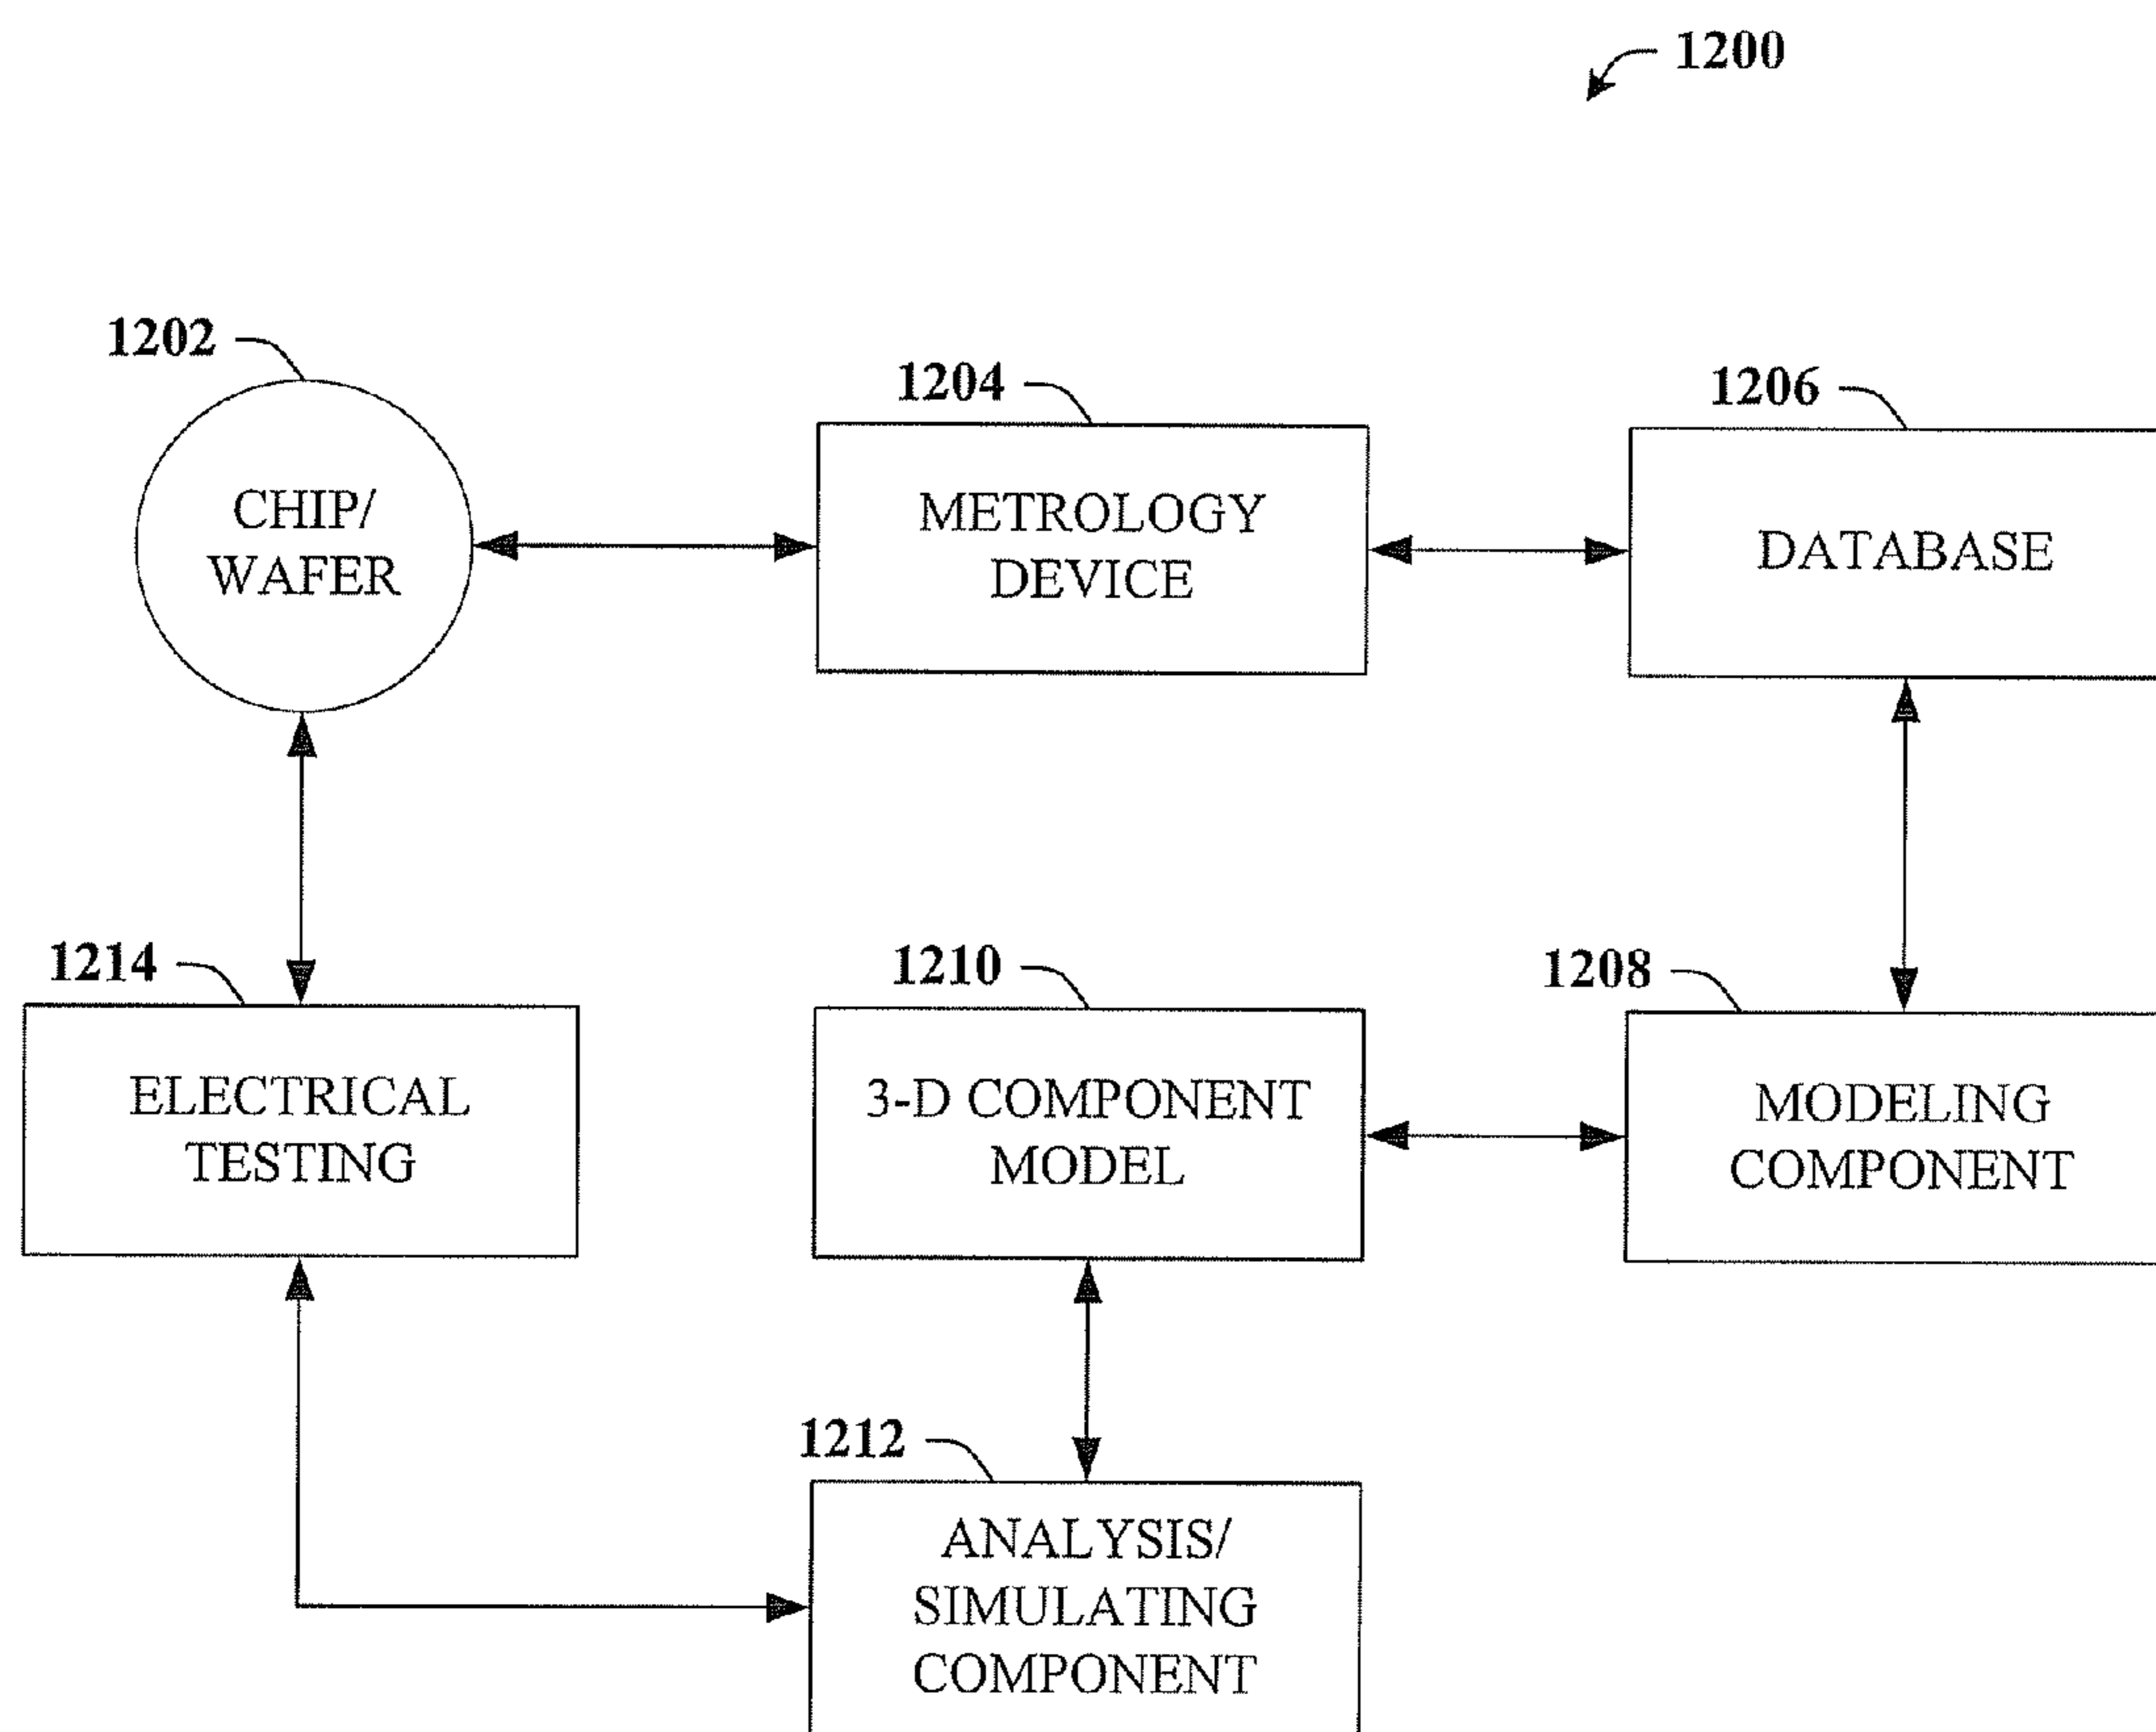 1200
1202
1204
1206
CHIP/
WAFER
METROLOGY
DEVICE
DATABASE
1214
1210
1208
ELECTRICAL
TESTING
3-D COMPONENT
MODEL
MODELING
COMPONENT
1212
ANALYSIS/
SIMULATING
COMPONENT